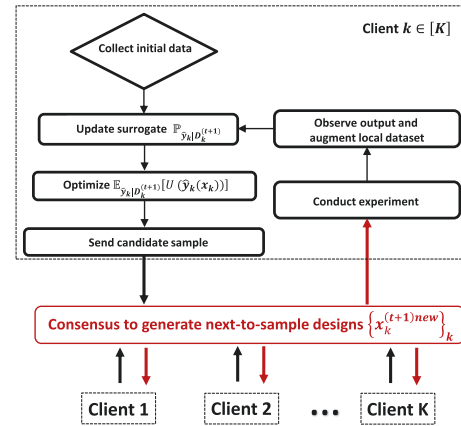 Collect initial data
Client k ∈ [K]
Update surrogate ℙ_{ŷ_k|D_k^{(t+1)}}
Observe output and
augment local dataset
Optimize 𝔼_{ŷ_k|D_k^{(t+1)}}[U (ŷ_k(x_k))]
Conduct experiment
Send candidate sample
Consensus to generate next-to-sample designs {x_k^{(t+1)new}}_k
Client 1
Client 2
...
Client K